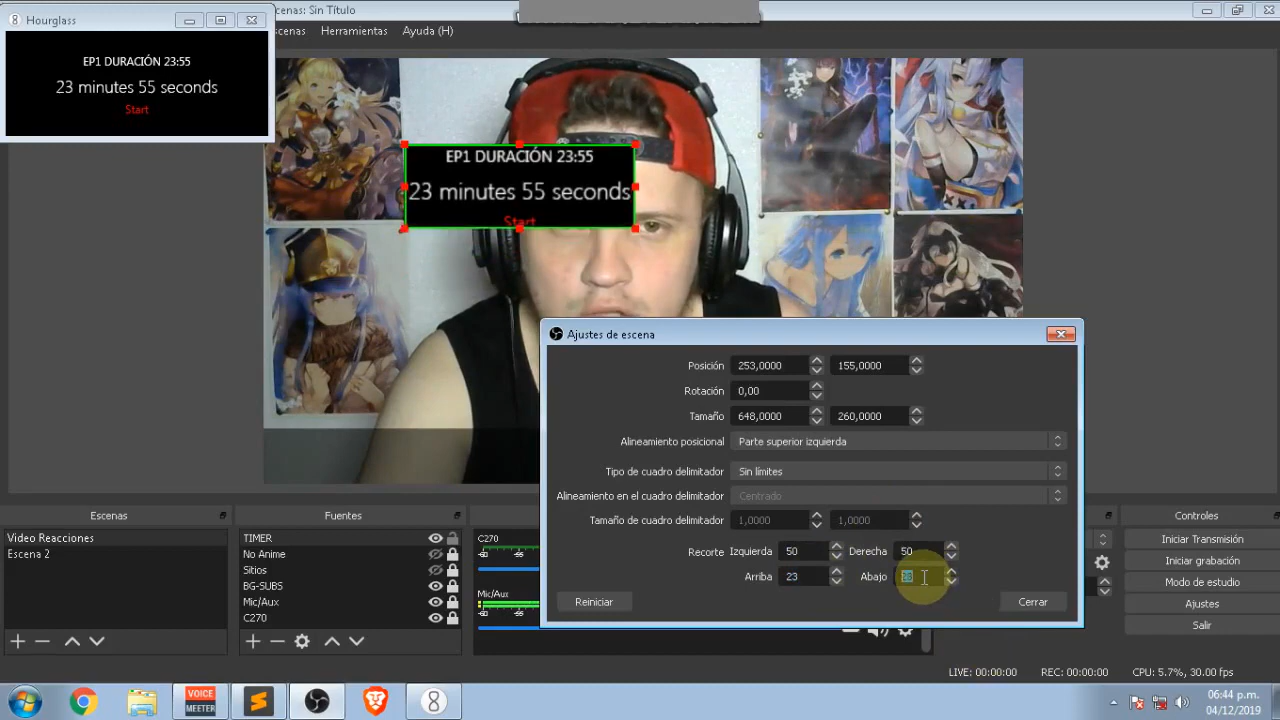 Hourglass
EP1 DURACIÓN 23:55
23 minutes 55 seconds
Start
cenas: Sin Título
scenas
Herramientas
Ayuda (H)
EP1 DURACIÓN 23:55
23 minutes 55 seconds
Start
Ajustes de escena
Posición 253,0000 155,0000
Rotación 0,00
Tamaño 648,0000 260,0000
Alineamiento posicional Parte superior izquierda
Tipo de cuadro delimitador Sin límites
Alineamiento en el cuadro delimitador Centrado
Tamaño de cuadro delimitador 1,0000 1,0000
Recorte Izquierda 50 Derecha 50
Arriba 23 Abajo
Reiniciar Cerrar
Escenas
Video Reacciones
Escena 2
Fuentes
TIMER
No Anime
Sitios
BG-SUBS
Mic/Aux
C270
C270
-60 -55
Mic/Aux
-60 -55
Controles
Iniciar Transmisión
Iniciar grabación
Modo de estudio
Ajustes
Salir
LIVE: 00:00:00 REC: 00:00:00 CPU: 5.7%, 30.00 fps
VOICE
MEETER
06:44 p.m.
04/12/2019